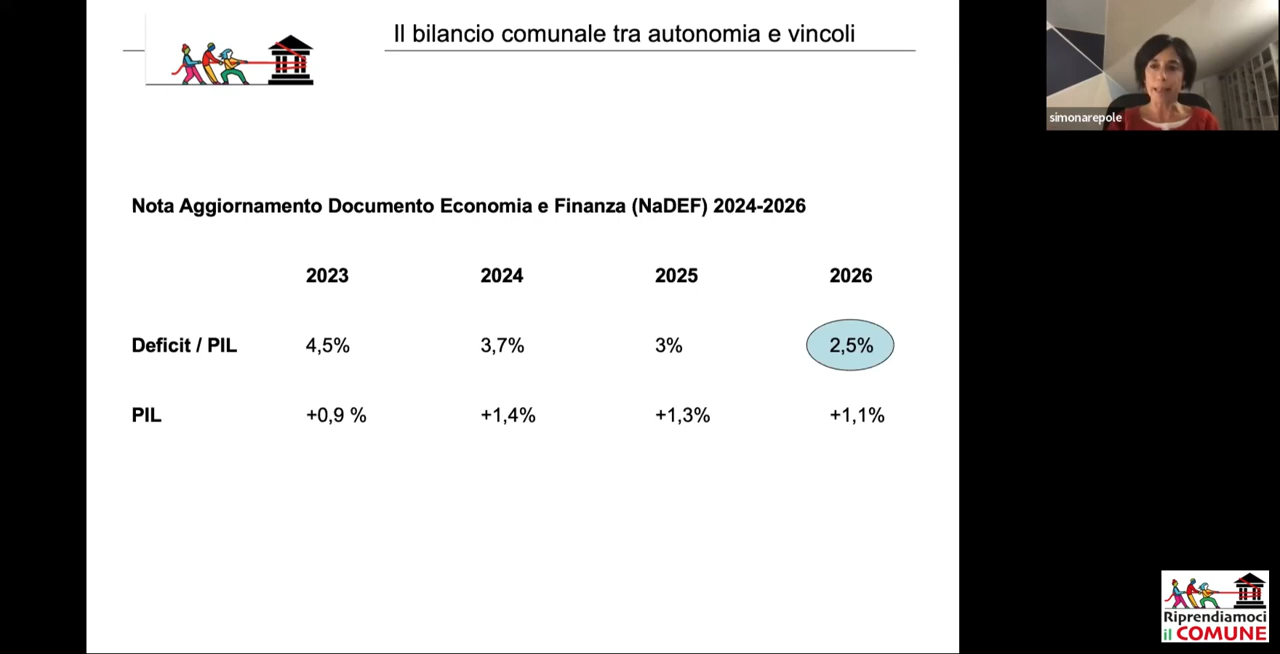 Il bilancio comunale tra autonomia e vincoli
simonarepole
Nota Aggiornamento Documento Economia e Finanza (NaDEF) 2024-2026
2023 2024 2025 2026
Deficit / PIL 4,5% 3,7% 3% 2,5%
PIL +0,9 % +1,4% +1,3% +1,1%
Riprendiamoci
il COMUNE